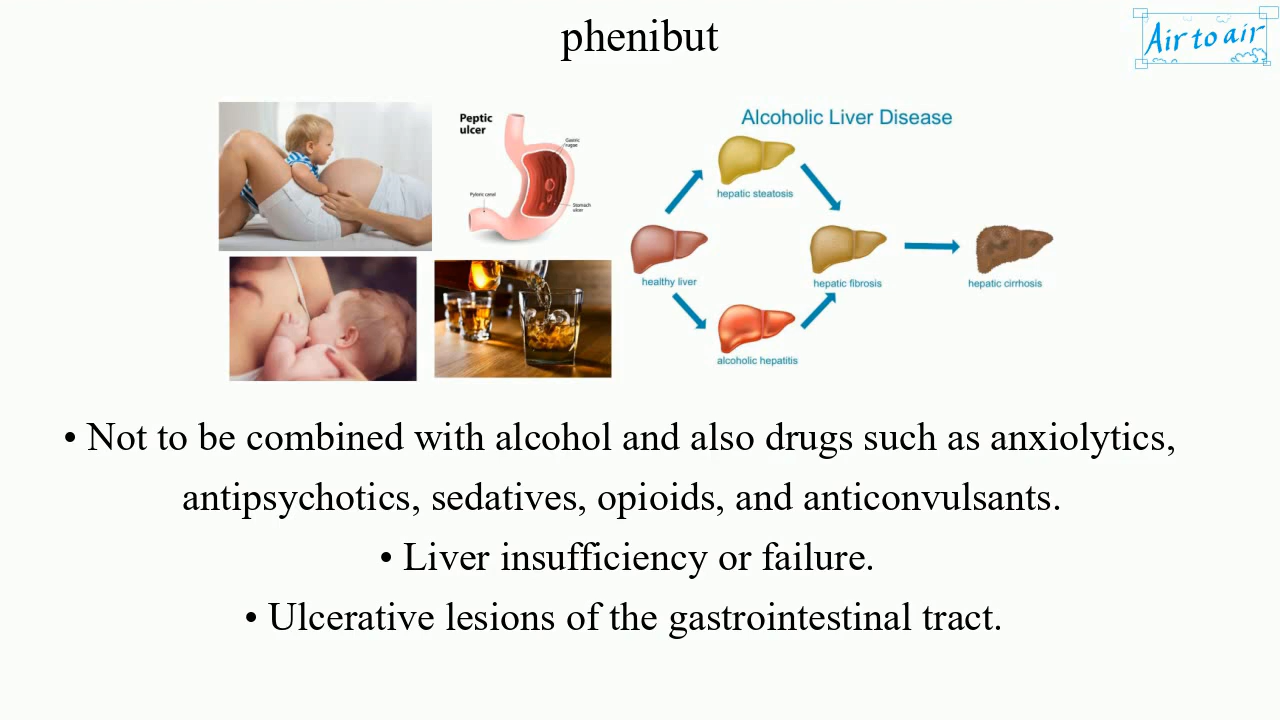 phenibut
Air to air
Peptic
ulcer
Gastric
rugae
Pyloric canal
Stomach
ulcer
Alcoholic Liver Disease
hepatic steatosis
healthy liver
hepatic fibrosis
hepatic cirrhosis
alcoholic hepatitis
• Not to be combined with alcohol and also drugs such as anxiolytics,
antipsychotics, sedatives, opioids, and anticonvulsants.
• Liver insufficiency or failure.
• Ulcerative lesions of the gastrointestinal tract.